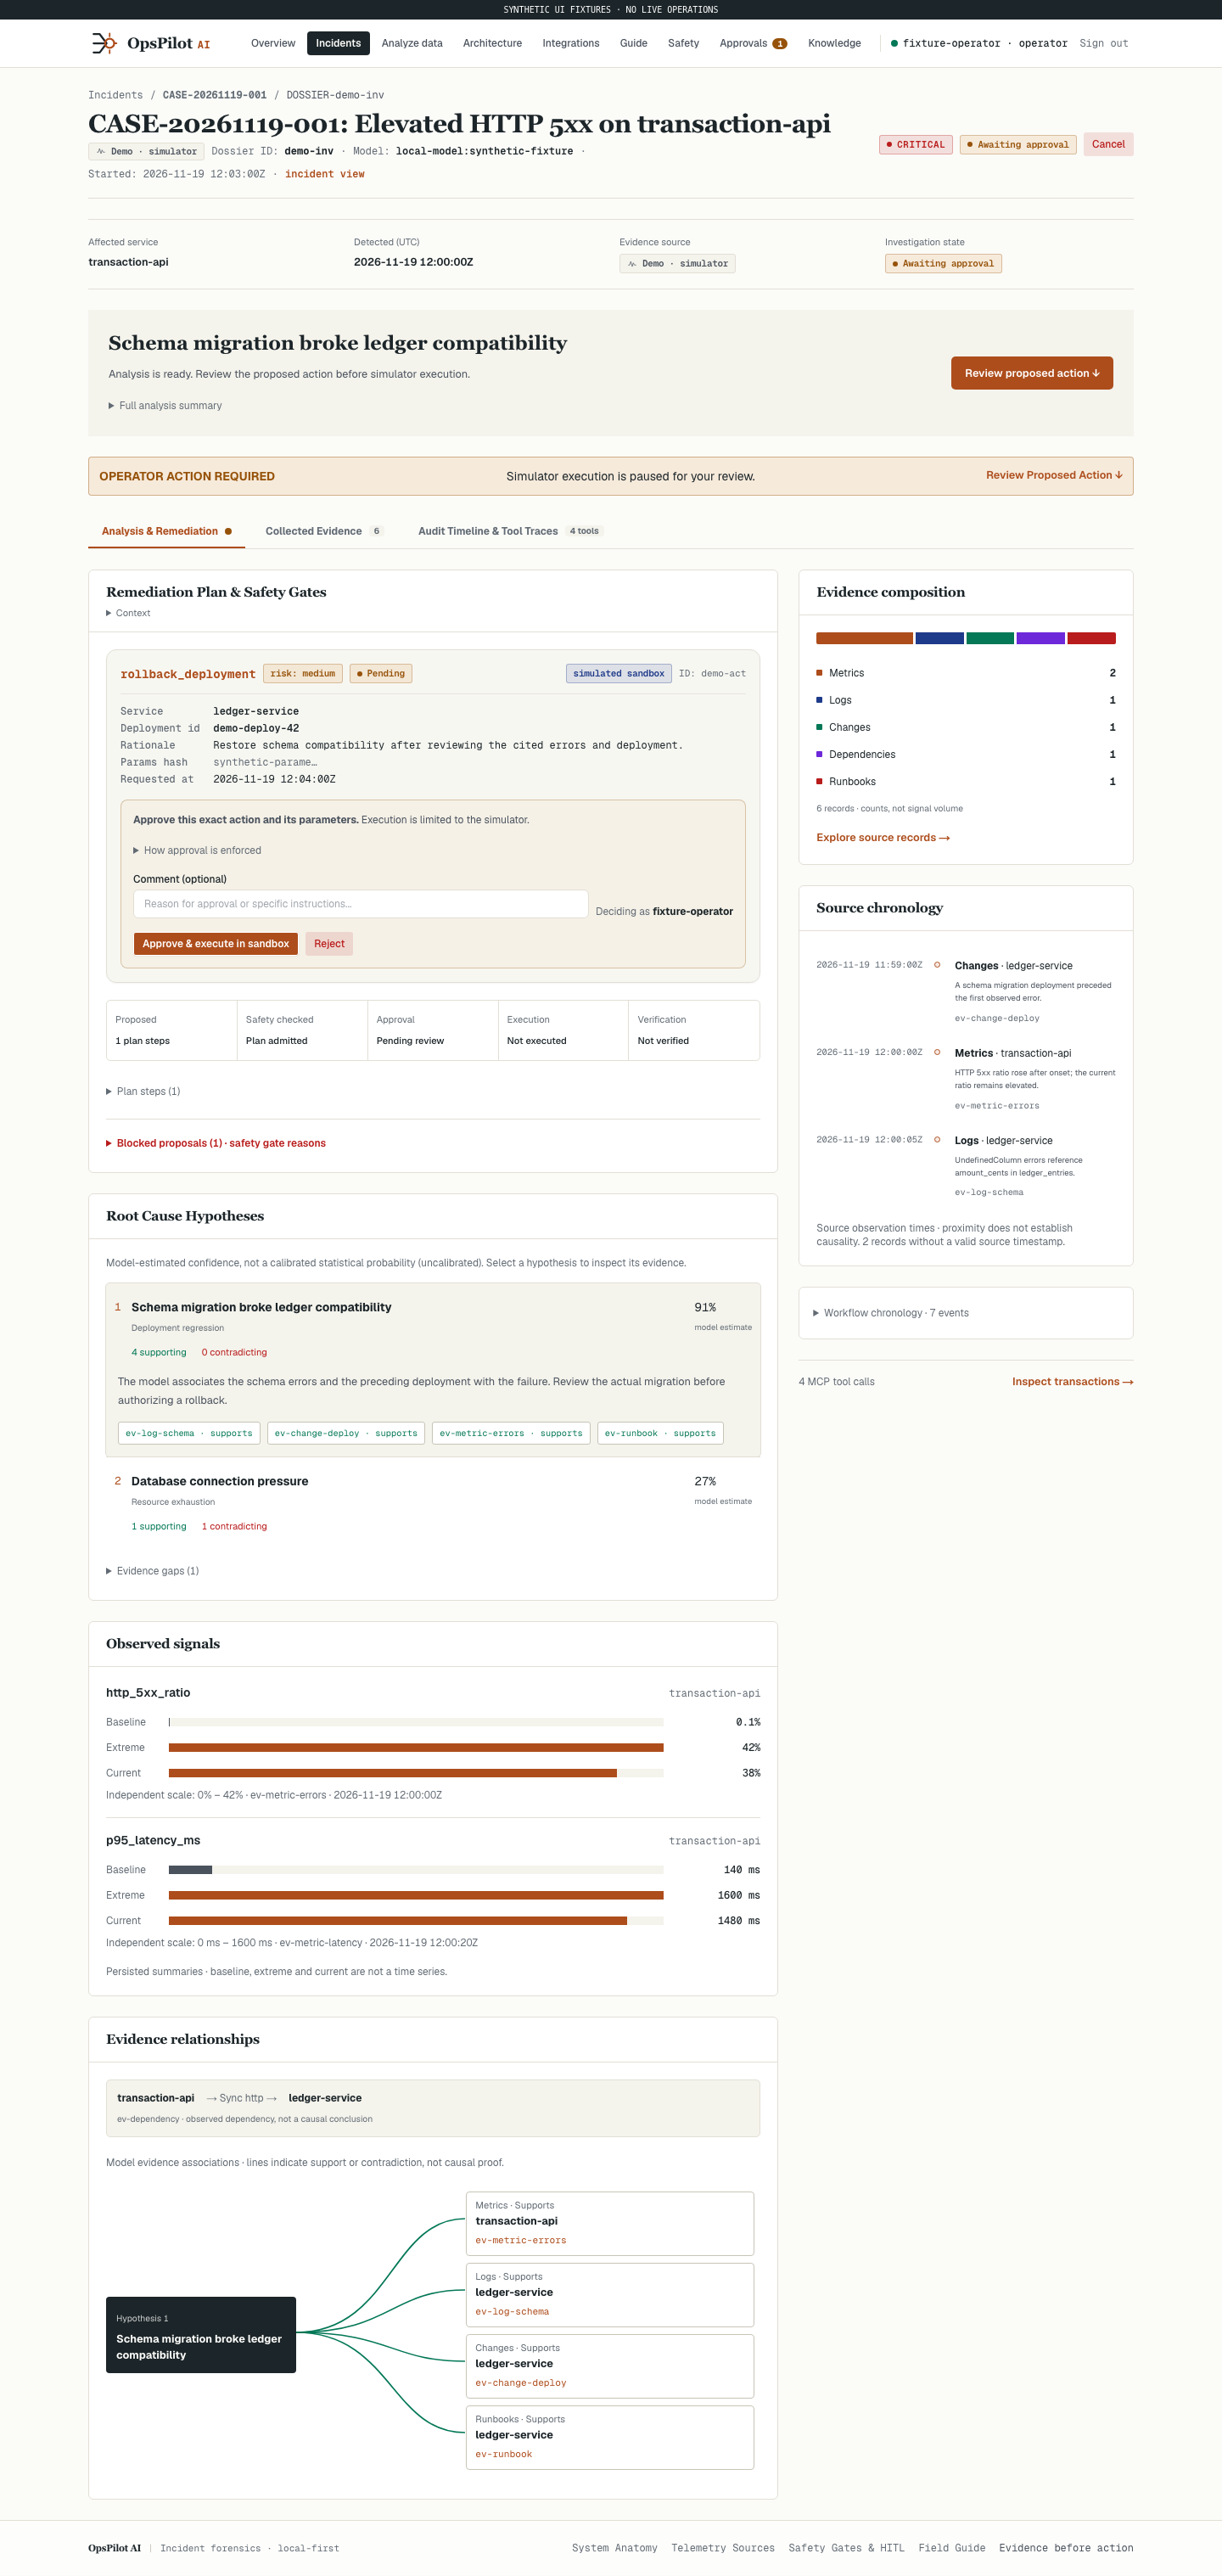 SYNTHETIC UI FIXTURES · NO LIVE OPERATIONS
OpsPilot AI
Overview
Incidents
Analyze data
Architecture
Integrations
Guide
Safety
Approvals 1
Knowledge
fixture-operator · operator
Sign out
Incidents / CASE-20261119-001 / DOSSIER-demo-inv
CASE-20261119-001: Elevated HTTP 5xx on transaction-api
Demo · simulator Dossier ID: demo-inv · Model: local-model:synthetic-fixture ·
Started: 2026-11-19 12:03:00Z · incident view
CRITICAL
Awaiting approval
Cancel
Affected service
transaction-api
Detected (UTC)
2026-11-19 12:00:00Z
Evidence source
Demo · simulator
Investigation state
Awaiting approval
Schema migration broke ledger compatibility
Analysis is ready. Review the proposed action before simulator execution.
Full analysis summary
Review proposed action ↓
OPERATOR ACTION REQUIRED
Simulator execution is paused for your review.
Review Proposed Action ↓
Analysis & Remediation
Collected Evidence 6
Audit Timeline & Tool Traces 4 tools
Remediation Plan & Safety Gates
Context
rollback_deployment risk: medium Pending simulated sandbox ID: demo-act
Service ledger-service
Deployment id demo-deploy-42
Rationale Restore schema compatibility after reviewing the cited errors and deployment.
Params hash synthetic-parame…
Requested at 2026-11-19 12:04:00Z
Approve this exact action and its parameters. Execution is limited to the simulator.
How approval is enforced
Comment (optional)
Reason for approval or specific instructions...
Deciding as fixture-operator
Approve & execute in sandbox
Reject
Proposed
1 plan steps
Safety checked
Plan admitted
Approval
Pending review
Execution
Not executed
Verification
Not verified
Plan steps (1)
Blocked proposals (1) · safety gate reasons
Root Cause Hypotheses
Model-estimated confidence, not a calibrated statistical probability (uncalibrated). Select a hypothesis to inspect its evidence.
1 Schema migration broke ledger compatibility 91%
Deployment regression model estimate
4 supporting 0 contradicting
The model associates the schema errors and the preceding deployment with the failure. Review the actual migration before
authorizing a rollback.
ev-log-schema · supports
ev-change-deploy · supports
ev-metric-errors · supports
ev-runbook · supports
2 Database connection pressure 27%
Resource exhaustion model estimate
1 supporting 1 contradicting
Evidence gaps (1)
Observed signals
http_5xx_ratio transaction-api
Baseline 0.1%
Extreme 42%
Current 38%
Independent scale: 0% – 42% · ev-metric-errors · 2026-11-19 12:00:00Z
p95_latency_ms transaction-api
Baseline 140 ms
Extreme 1600 ms
Current 1480 ms
Independent scale: 0 ms – 1600 ms · ev-metric-latency · 2026-11-19 12:00:20Z
Persisted summaries · baseline, extreme and current are not a time series.
Evidence relationships
transaction-api → Sync http → ledger-service
ev-dependency · observed dependency, not a causal conclusion
Model evidence associations · lines indicate support or contradiction, not causal proof.
Hypothesis 1
Schema migration broke ledger
compatibility
Metrics · Supports
transaction-api
ev-metric-errors
Logs · Supports
ledger-service
ev-log-schema
Changes · Supports
ledger-service
ev-change-deploy
Runbooks · Supports
ledger-service
ev-runbook
Evidence composition
Metrics 2
Logs 1
Changes 1
Dependencies 1
Runbooks 1
6 records · counts, not signal volume
Explore source records →
Source chronology
2026-11-19 11:59:00Z Changes · ledger-service
A schema migration deployment preceded
the first observed error.
ev-change-deploy
2026-11-19 12:00:00Z Metrics · transaction-api
HTTP 5xx ratio rose after onset; the current
ratio remains elevated.
ev-metric-errors
2026-11-19 12:00:05Z Logs · ledger-service
UndefinedColumn errors reference
amount_cents in ledger_entries.
ev-log-schema
Source observation times · proximity does not establish
causality. 2 records without a valid source timestamp.
Workflow chronology · 7 events
4 MCP tool calls
Inspect transactions →
OpsPilot AI
Incident forensics · local-first
System Anatomy
Telemetry Sources
Safety Gates & HITL
Field Guide
Evidence before action